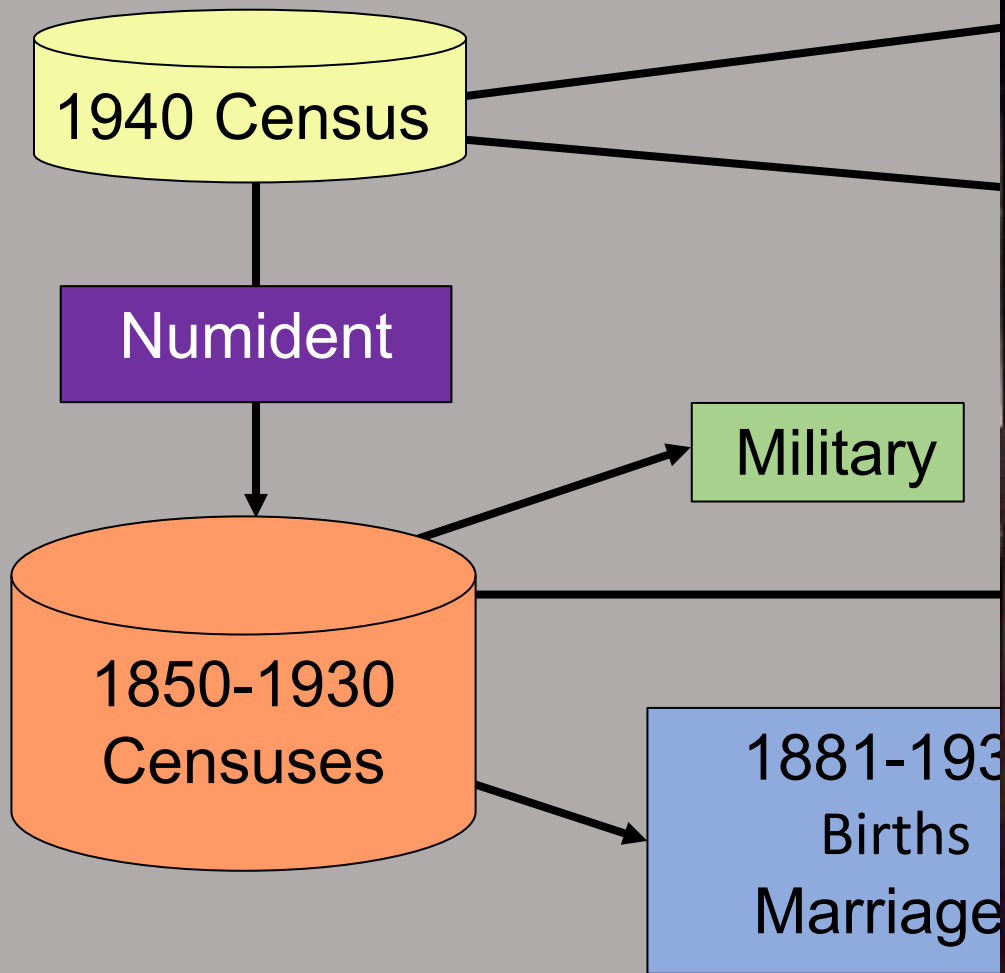 1940 Census
Numident
Military
1850-1930
Censuses
1881-193
Births
Marriage